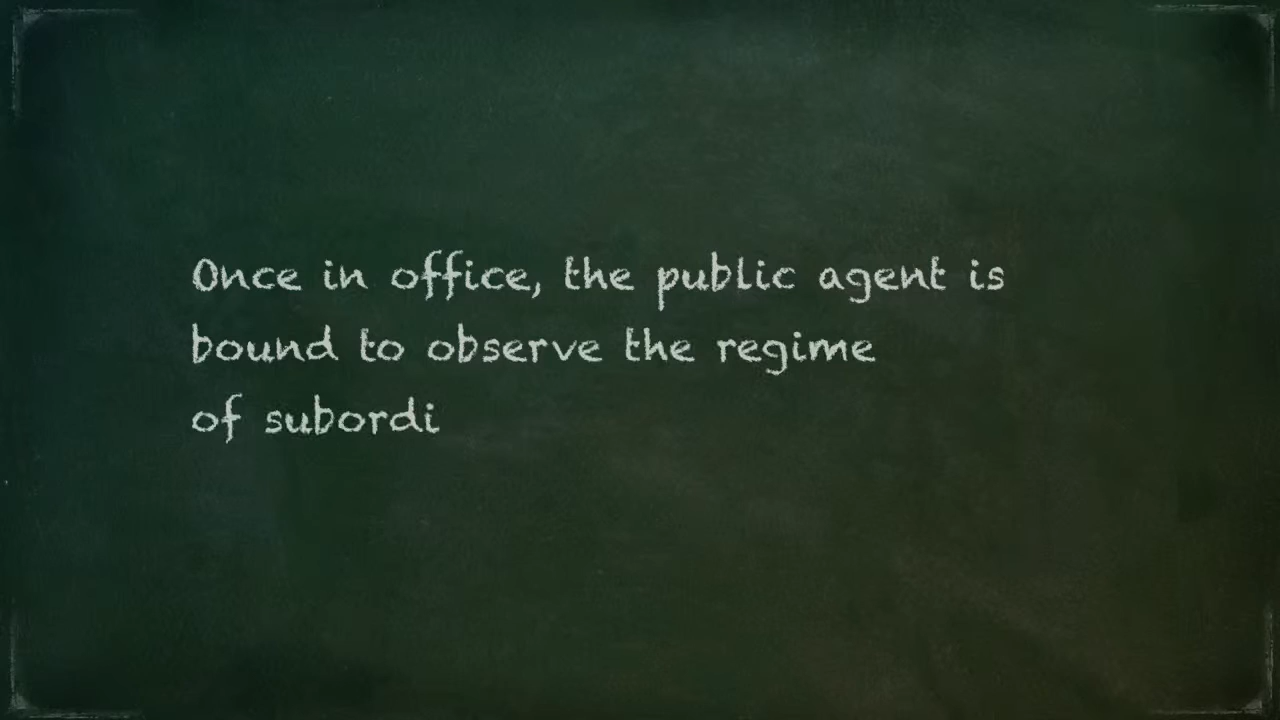 Once in office, the public agent is
bound to observe the regime
of subordi